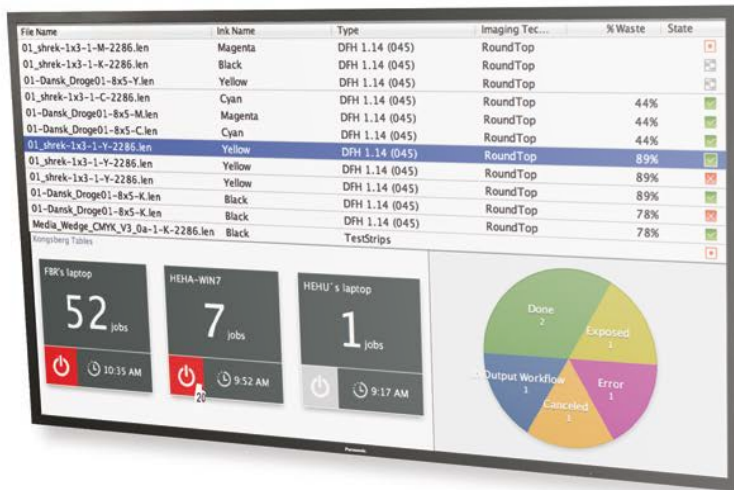 File Name Ink Name Type Imaging Tec... % Waste State
01_shrek-1x3-1-M-2286.len Magenta DFH 1.14 (045) RoundTop
01_shrek-1x3-1-K-2286.len Black DFH 1.14 (045) RoundTop
01-Dansk_Droge01-8x5-Y.len Yellow DFH 1.14 (045) RoundTop
01_shrek-1x3-1-C-2286.len Cyan DFH 1.14 (045) RoundTop 44%
01-Dansk_Droge01-8x5-M.len Magenta DFH 1.14 (045) RoundTop 44%
01-Dansk_Droge01-8x5-C.len Cyan DFH 1.14 (045) RoundTop 44%
01_shrek-1x3-1-Y-2286.len Yellow DFH 1.14 (045) RoundTop 89%
01_shrek-1x3-1-Y-2286.len Yellow DFH 1.14 (045) RoundTop 89%
01_shrek-1x3-1-Y-2286.len Yellow DFH 1.14 (045) RoundTop 89%
01-Dansk_Droge01-8x5-K.len Black DFH 1.14 (045) RoundTop 78%
01-Dansk_Droge01-8x5-K.len Black DFH 1.14 (045) RoundTop 78%
Media_Wedge_CMYK_V3_0a-1-K-2286.len Black TestStrips
Kongsberg Tables
FBR's laptop
52 jobs
10:35 AM
HEHA-WIN7
7 jobs
9:52 AM
20
HEHU´s laptop
1 jobs
9:17 AM
Done
2
Exposed
1
Error
1
Canceled
1
Output Workflow
1
Panasonic